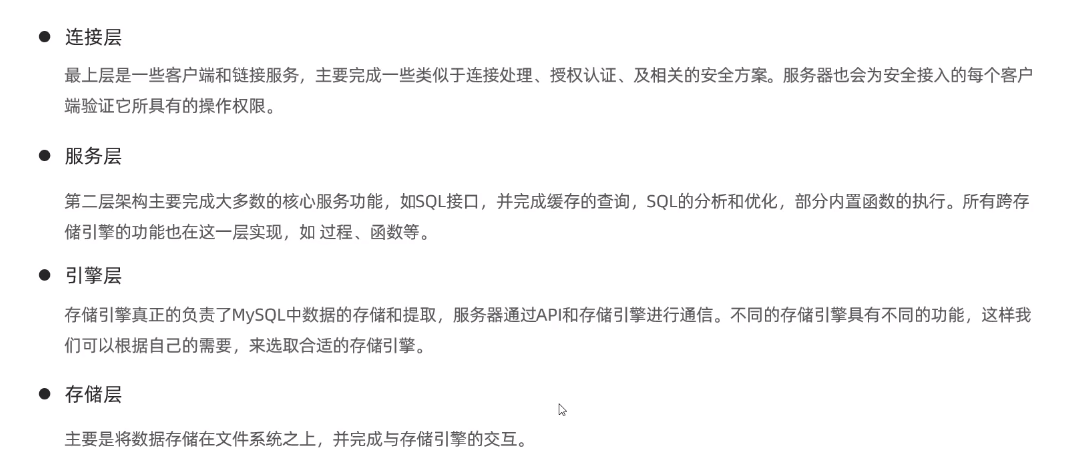 ● 连接层
最上层是一些客户端和链接服务，主要完成一些类似于连接处理、授权认证、及相关的安全方案。服务器也会为安全接入的每个客户
端验证它所具有的操作权限。
● 服务层
第二层架构主要完成大多数的核心服务功能，如SQL接口，并完成缓存的查询，SQL的分析和优化，部分内置函数的执行。所有跨存
储引擎的功能也在这一层实现，如 过程、函数等。
● 引擎层
存储引擎真正的负责了MySQL中数据的存储和提取，服务器通过API和存储引擎进行通信。不同的存储引擎具有不同的功能，这样我
们可以根据自己的需要，来选取合适的存储引擎。
● 存储层
主要是将数据存储在文件系统之上，并完成与存储引擎的交互。